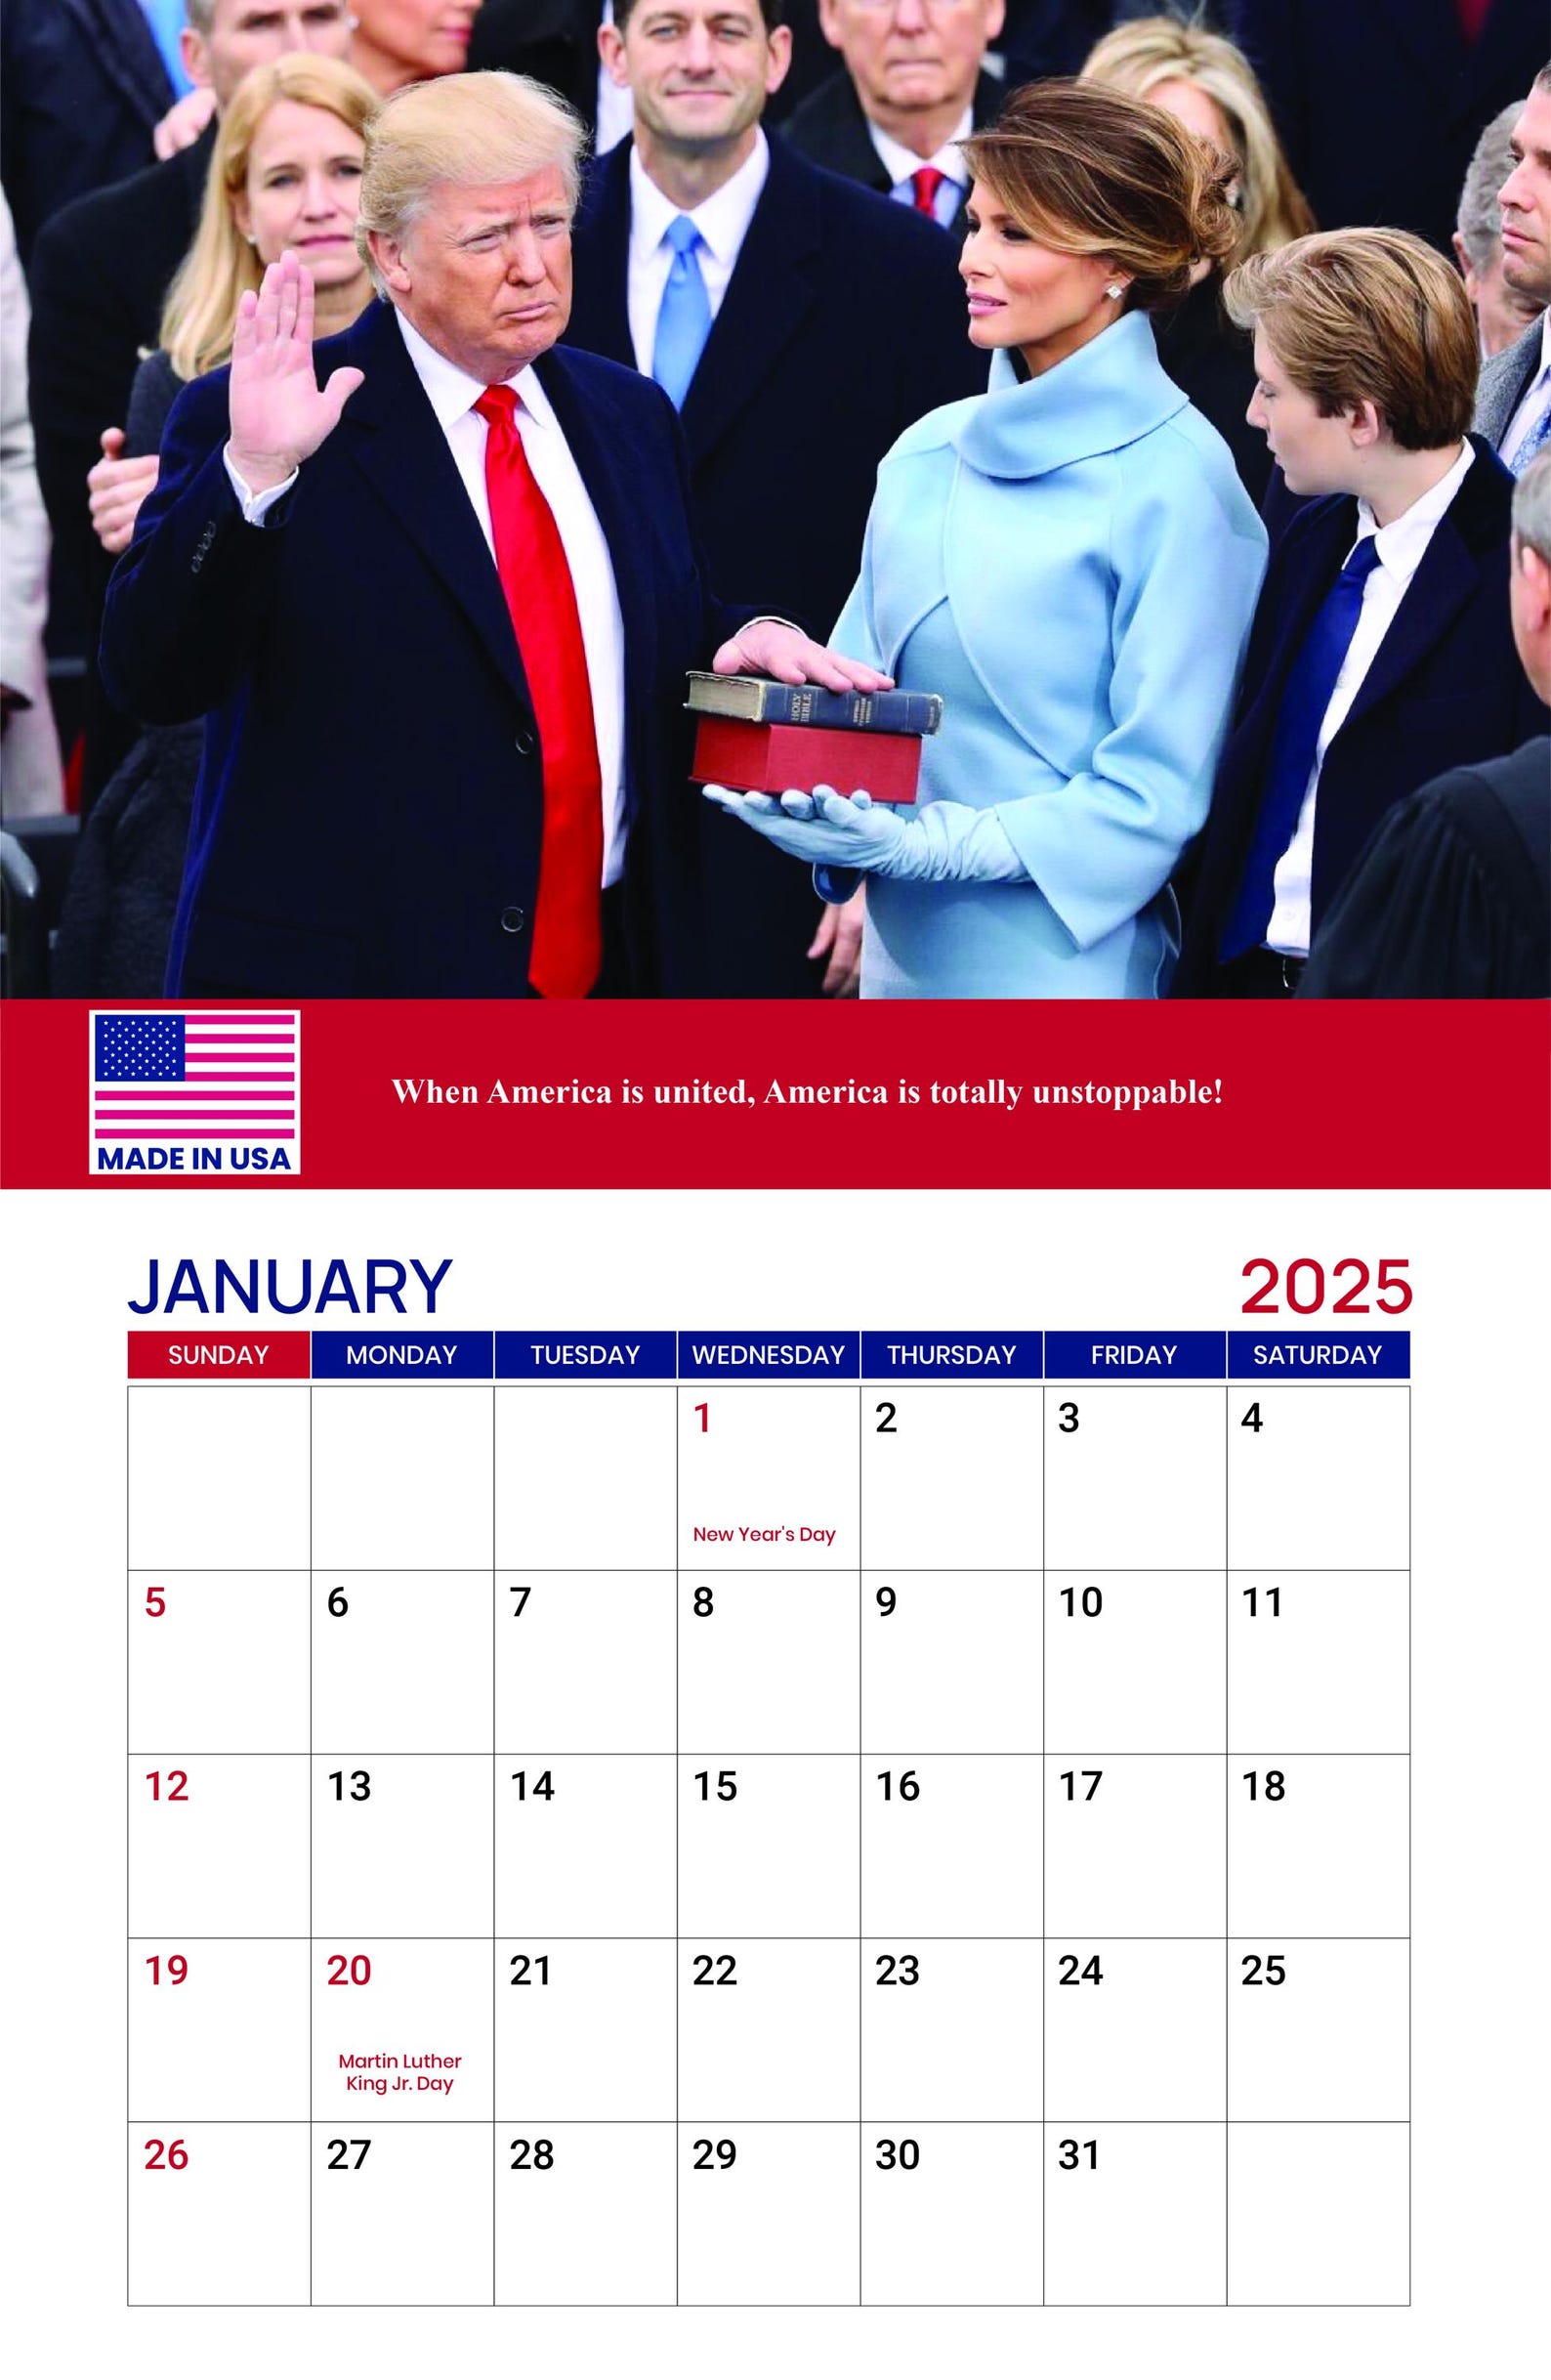 HOLY
BIBLE
MADE IN USA
When America is united, America is totally unstoppable!
JANUARY 2025
SUNDAY MONDAY TUESDAY WEDNESDAY THURSDAY FRIDAY SATURDAY
1 2 3 4
New Year's Day
5 6 7 8 9 10 11
12 13 14 15 16 17 18
19 20 21 22 23 24 25
Martin Luther
King Jr. Day
26 27 28 29 30 31